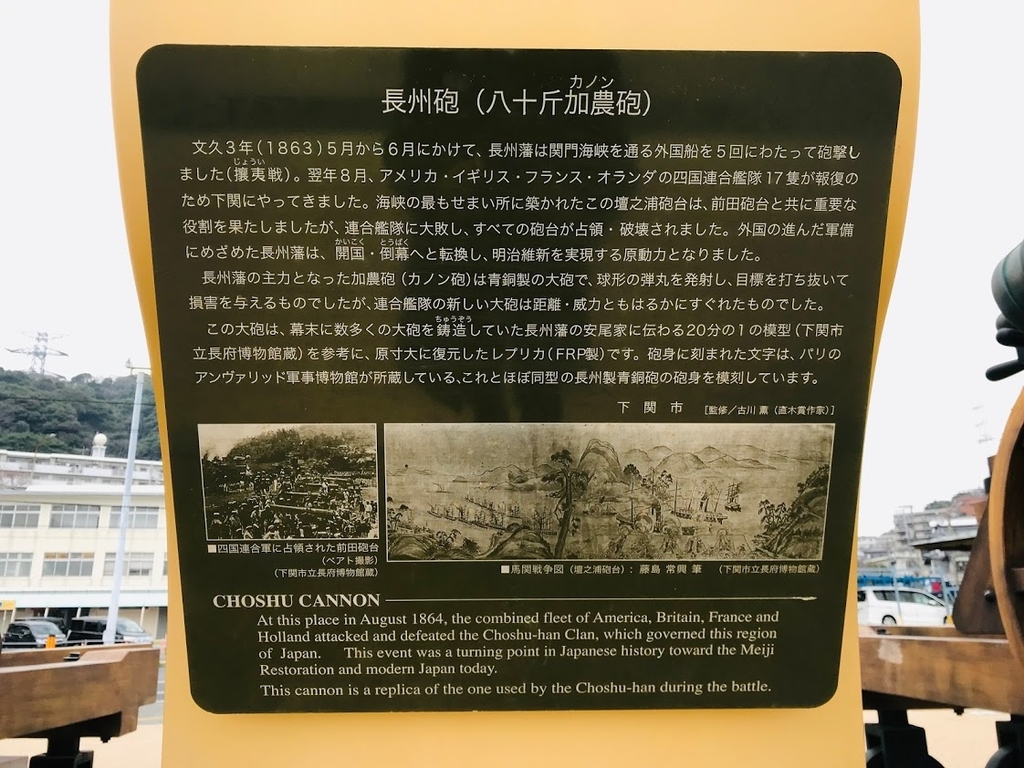 カノン
長州砲（八十斤加農砲）
文久３年（1863）５月から６月にかけて、長州藩は関門海峡を通る外国船を５回にわたって砲撃し
じょうい
ました（攘夷戦）。翌年８月、アメリカ・イギリス・フランス・オランダの四国連合艦隊17隻が報復の
ため下関にやってきました。海峡の最もせまい所に築かれたこの壇之浦砲台は、前田砲台と共に重要な
役割を果たしましたが、連合艦隊に大敗し、すべての砲台が占領・破壊されました。外国の進んだ軍備
かいこく とうばく
にめざめた長州藩は、開国・倒幕へと転換し、明治維新を実現する原動力となりました。
長州藩の主力となった加農砲（カノン砲）は青銅製の大砲で、球形の弾丸を発射し、目標を打ち抜いて
損害を与えるものでしたが、連合艦隊の新しい大砲は距離・威力ともはるかにすぐれたものでした。
ちゅうぞう
この大砲は、幕末に数多くの大砲を鋳造していた長州藩の安尾家に伝わる20分の１の模型（下関市
立長府博物館蔵）を参考に、原寸大に復元したレプリカ（FRP製）です。砲身に刻まれた文字は、パリの
アンヴァリッド軍事博物館が所蔵している、これとほぼ同型の長州製青銅砲の砲身を模刻しています。
下関市 ［監修／古川 薫（直木賞作家）］
■四国連合軍に占領された前田砲台
（ベアト撮影）
（下関市立長府博物館蔵）
■馬関戦争図（壇之浦砲台）：藤島 常興 筆 （下関市立長府博物館蔵）
CHOSHU CANNON
At this place in August 1864, the combined fleet of America, Britain, France and
Holland attacked and defeated the Choshu-han Clan, which governed this region
of Japan. This event was a turning point in Japanese history toward the Meiji
Restoration and modern Japan today.
This cannon is a replica of the one used by the Choshu-han during the battle.